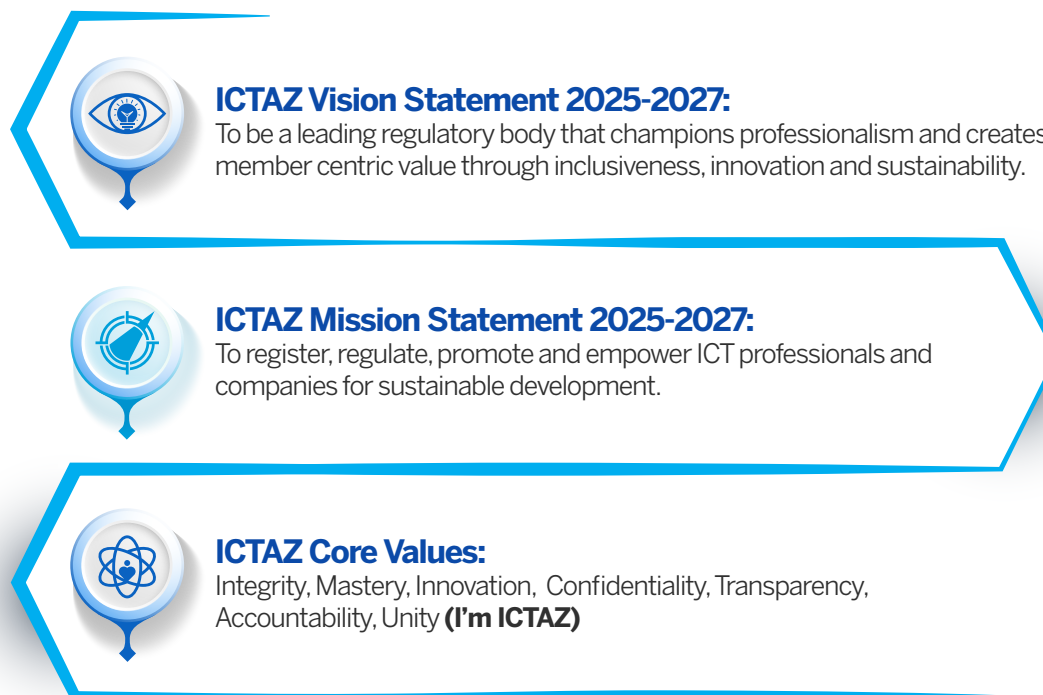 ICTAZ Vision Statement 2025-2027:
To be a leading regulatory body that champions professionalism and creates
member centric value through inclusiveness, innovation and sustainability.
ICTAZ Mission Statement 2025-2027:
To register, regulate, promote and empower ICT professionals and
companies for sustainable development.
ICTAZ Core Values:
Integrity, Mastery, Innovation, Confidentiality, Transparency,
Accountability, Unity (I'm ICTAZ)